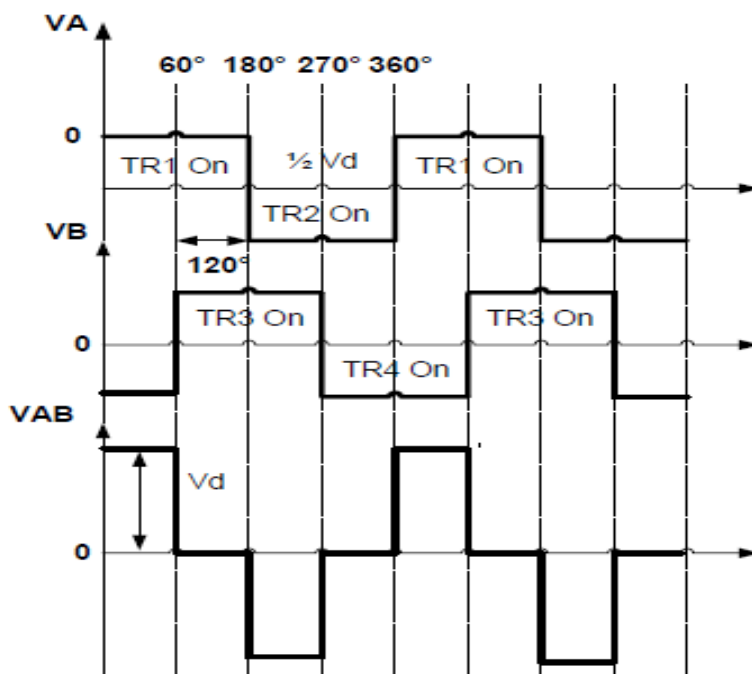 VA
60° 180° 270° 360°
0
TR1 On ½ Vd TR1 On
TR2 On
VB
120°
TR3 On TR3 On
0
TR4 On
VAB
Vd
0